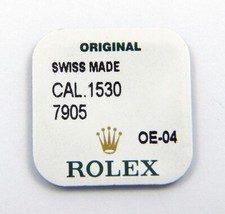 ORIGINAL
SWISS MADE
CAL.1530
7905
OE-04
ROLEX